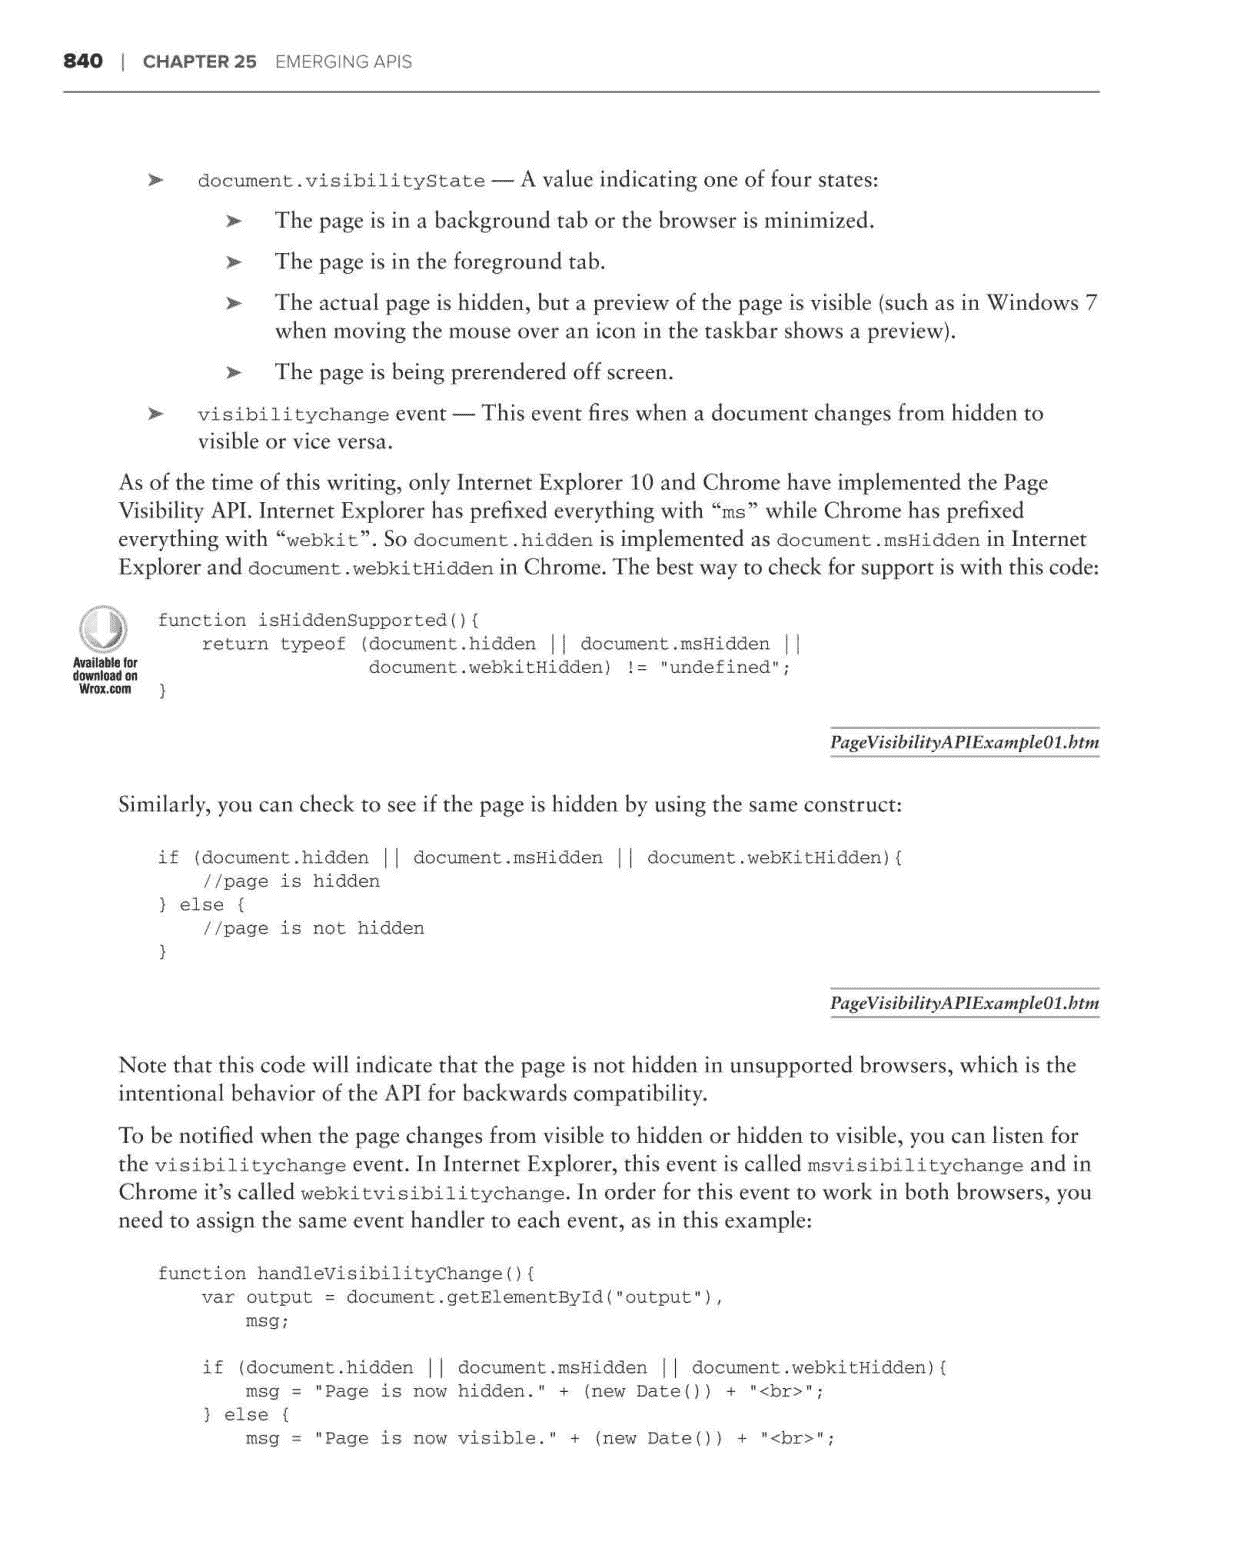 840 | CHAPTER 25 EMERGING APIS
➤ document.visibilityState — A value indicating one of four states:
➤ The page is in a background tab or the browser is minimized.
➤ The page is in the foreground tab.
➤ The actual page is hidden, but a preview of the page is visible (such as in Windows 7
when moving the mouse over an icon in the taskbar shows a preview).
➤ The page is being prerendered off screen.
➤ visibilitychange event — This event fires when a document changes from hidden to
visible or vice versa.
As of the time of this writing, only Internet Explorer 10 and Chrome have implemented the Page
Visibility API. Internet Explorer has prefixed everything with “ms” while Chrome has prefixed
everything with “webkit”. So document.hidden is implemented as document.msHidden in Internet
Explorer and document.webkitHidden in Chrome. The best way to check for support is with this code:
function isHiddenSupported(){
    return typeof (document.hidden || document.msHidden ||
                   document.webkitHidden) != "undefined";
}
Available for
download on
Wrox.com
PageVisibilityAPIExample01.htm
Similarly, you can check to see if the page is hidden by using the same construct:
if (document.hidden || document.msHidden || document.webKitHidden){
    //page is hidden
} else {
    //page is not hidden
}
PageVisibilityAPIExample01.htm
Note that this code will indicate that the page is not hidden in unsupported browsers, which is the
intentional behavior of the API for backwards compatibility.
To be notified when the page changes from visible to hidden or hidden to visible, you can listen for
the visibilitychange event. In Internet Explorer, this event is called msvisibilitychange and in
Chrome it’s called webkitvisibilitychange. In order for this event to work in both browsers, you
need to assign the same event handler to each event, as in this example:
function handleVisibilityChange(){
    var output = document.getElementById("output"),
        msg;
    if (document.hidden || document.msHidden || document.webkitHidden){
        msg = "Page is now hidden." + (new Date()) + "<br>";
    } else {
        msg = "Page is now visible." + (new Date()) + "<br>";